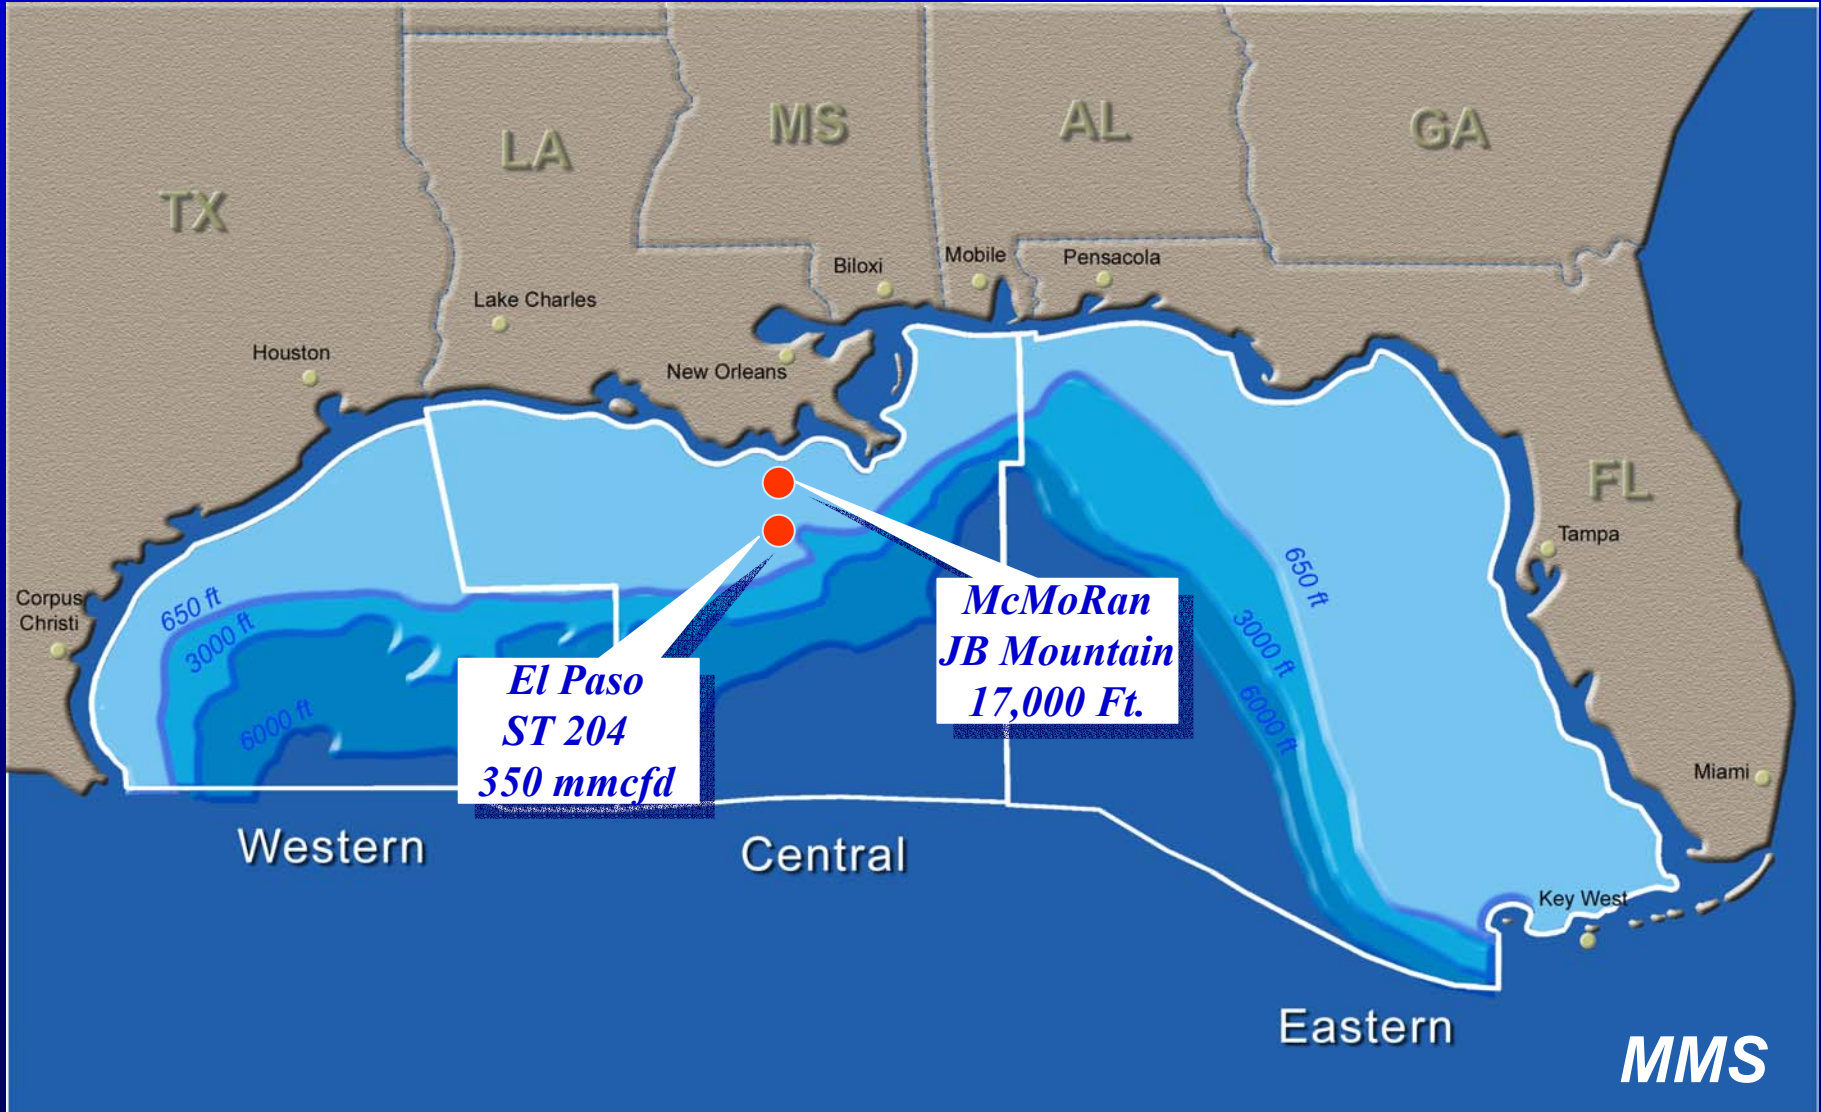 MS
AL
GA
LA
TX
Mobile
Pensacola
Biloxi
Lake Charles
Houston
New Orleans
FL
Tampa
650 ft
Corpus
Christi
650 ft
3000 ft
3000 ft
6000 ft
6000 ft
McMoRan
JB Mountain
17,000 Ft.
El Paso
ST 204
350 mmcfd
Miami
Western
Central
Key West
Eastern
MMS